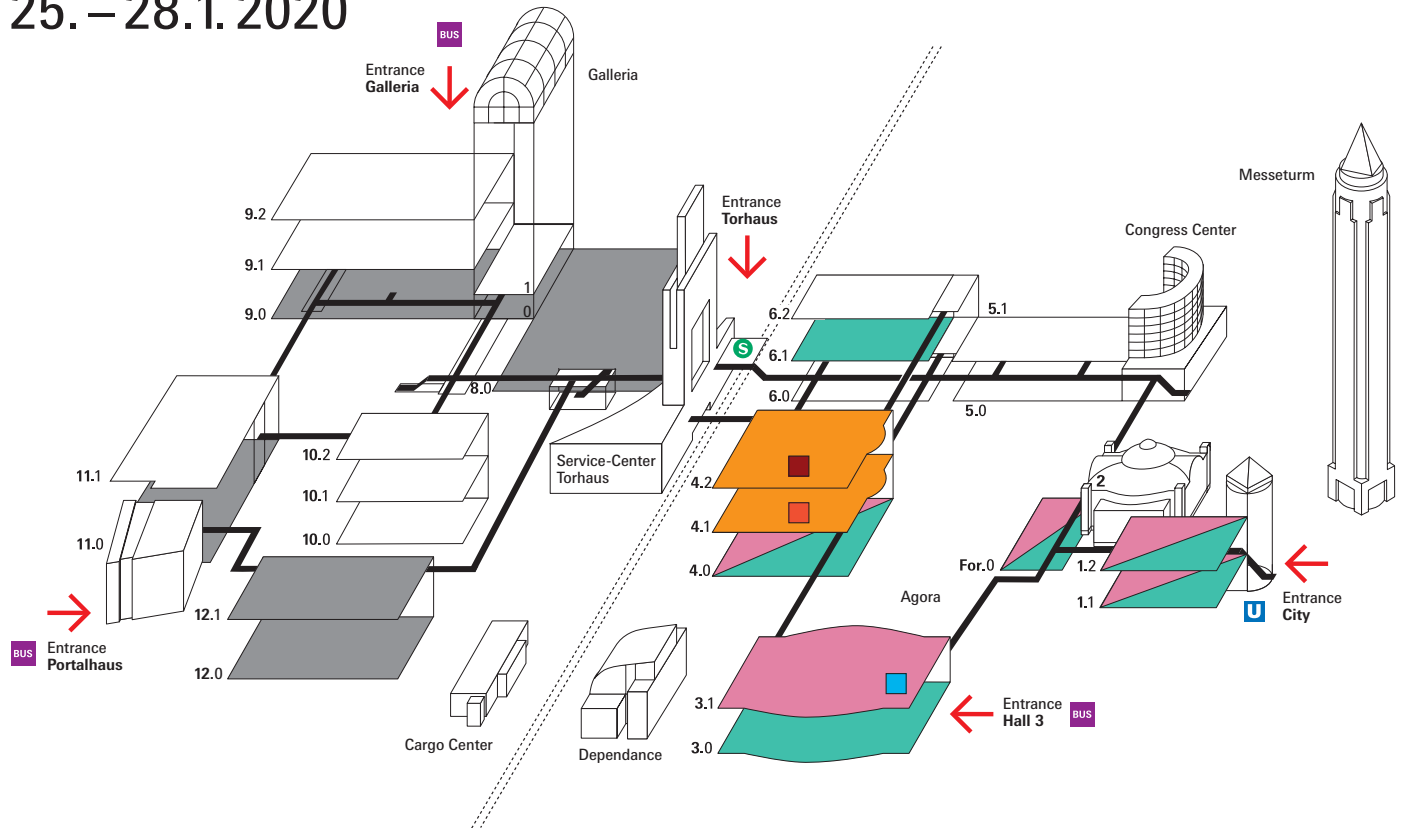 25. – 28.1. 2020
BUS
Entrance
Galleria
Galleria
Messeturm
Entrance
Torhaus
Congress Center
9.2
9.1
9.0
1
0
6.2
5.1
S
6.1
8.0
6.0
5.0
11.1
10.2
10.1
10.0
Service-Center
Torhaus
4.2
4.1
4.0
2
11.0
For.0
1.2
1.1
Entrance
City
U
12.1
12.0
Agora
BUS
Entrance
Portalhaus
3.1
3.0
Entrance
Hall 3
BUS
Cargo Center
Dependance